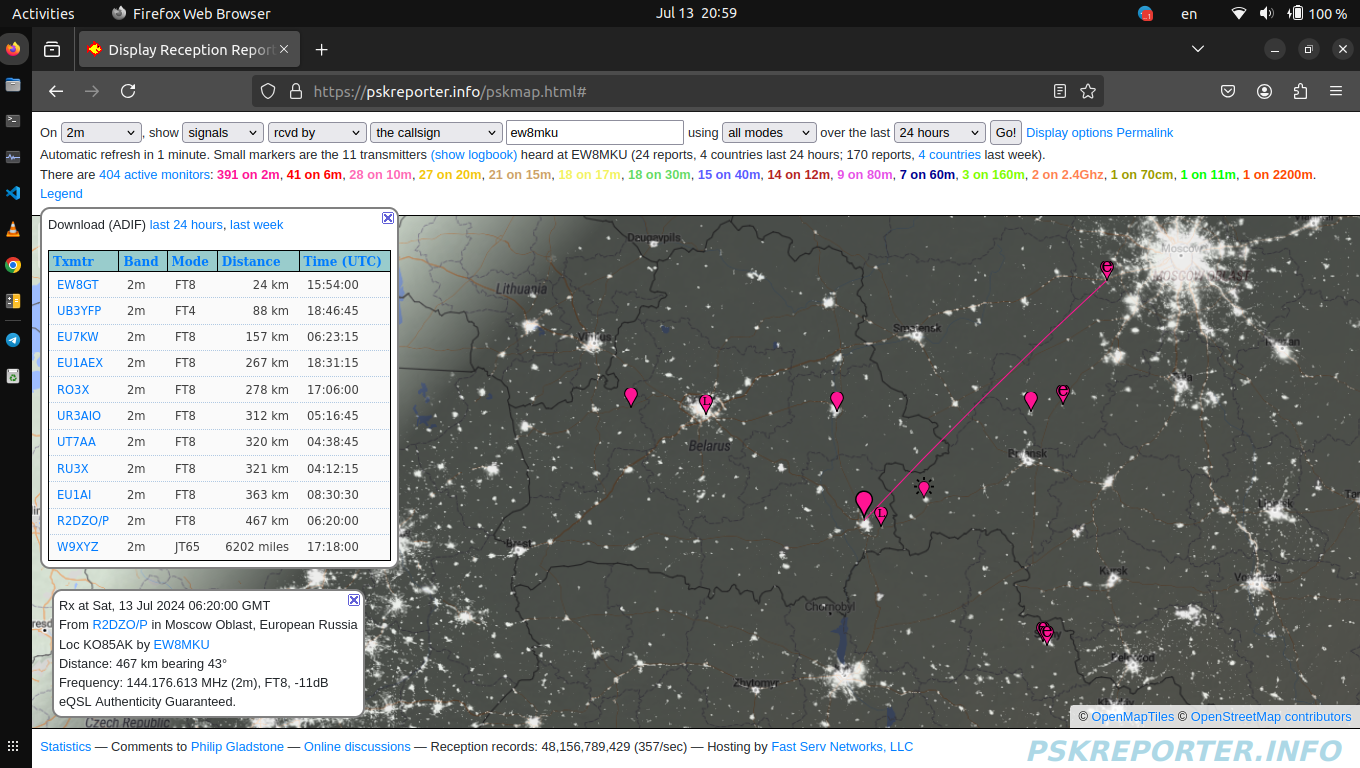 Activities Firefox Web Browser Jul 13 20:59 en 100 %
Display Reception Repor
https://pskreporter.info/pskmap.html#
On 2m, show signals rcvd by the callsign ew8mku using all modes over the last 24 hours Go! Display options Permalink
Automatic refresh in 1 minute. Small markers are the 11 transmitters (show logbook) heard at EW8MKU (24 reports, 4 countries last 24 hours; 170 reports, 4 countries last week).
There are 404 active monitors: 391 on 2m, 41 on 6m, 28 on 10m, 27 on 20m, 21 on 15m, 18 on 17m, 18 on 30m, 15 on 40m, 14 on 12m, 9 on 80m, 7 on 60m, 3 on 160m, 2 on 2.4Ghz, 1 on 70cm, 1 on 11m, 1 on 2200m.
Legend
Download (ADIF) last 24 hours, last week
Txmtr Band Mode Distance Time (UTC)
EW8GT 2m FT8 24 km 15:54:00
UB3YFP 2m FT4 88 km 18:46:45
EU7KW 2m FT8 157 km 06:23:15
EU1AEX 2m FT8 267 km 18:31:15
RO3X 2m FT8 278 km 17:06:00
UR3AIO 2m FT8 312 km 05:16:45
UT7AA 2m FT8 320 km 04:38:45
RU3X 2m FT8 321 km 04:12:15
EU1AI 2m FT8 363 km 08:30:30
R2DZO/P 2m FT8 467 km 06:20:00
W9XYZ 2m JT65 6202 miles 17:18:00
Daugavpils
Moscow
Lithuania
Vilnius
Smolensk
Belarus
Brest
Kursk
Chornobyl
Zhytomyr
Czech Republic
Rx at Sat, 13 Jul 2024 06:20:00 GMT
From R2DZO/P in Moscow Oblast, European Russia
Loc KO85AK by EW8MKU
Distance: 467 km bearing 43°
Frequency: 144.176.613 MHz (2m), FT8, -11dB
eQSL Authenticity Guaranteed.
© OpenMapTiles © OpenStreetMap contributors
Statistics — Comments to Philip Gladstone — Online discussions — Reception records: 48,156,789,429 (357/sec) — Hosting by Fast Serv Networks, LLC
PSKREPORTER.INFO